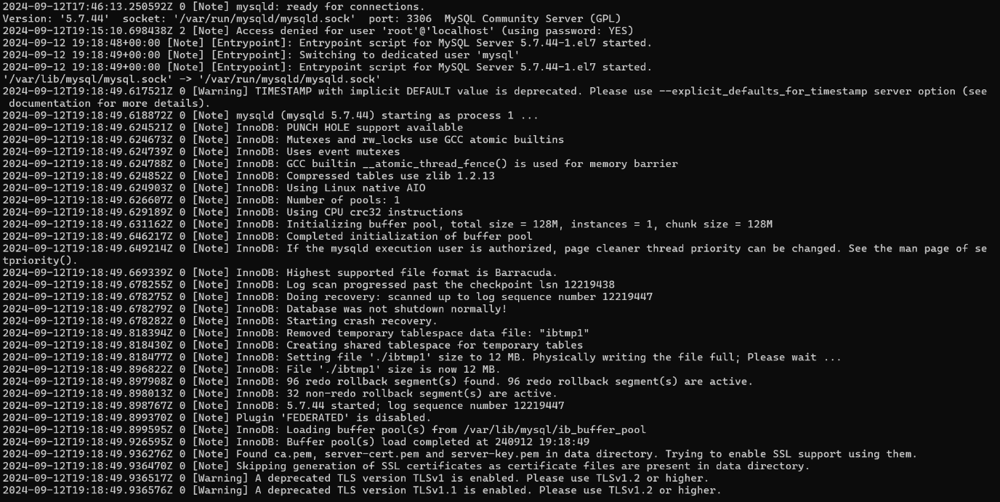 2024-09-12T17:46:13.250592Z 0 [Note] mysqld: ready for connections.
Version: '5.7.44'  socket: '/var/run/mysqld/mysqld.sock'  port: 3306  MySQL Community Server (GPL)
2024-09-12T19:15:10.698438Z 2 [Note] Access denied for user 'root'@'localhost' (using password: YES)
2024-09-12 19:18:48+00:00 [Note] [Entrypoint]: Entrypoint script for MySQL Server 5.7.44-1.el7 started.
2024-09-12 19:18:49+00:00 [Note] [Entrypoint]: Switching to dedicated user 'mysql'
2024-09-12 19:18:49+00:00 [Note] [Entrypoint]: Entrypoint script for MySQL Server 5.7.44-1.el7 started.
'/var/lib/mysql/mysql.sock' -> '/var/run/mysqld/mysqld.sock'
2024-09-12T19:18:49.617521Z 0 [Warning] TIMESTAMP with implicit DEFAULT value is deprecated. Please use --explicit_defaults_for_timestamp server option (see
 documentation for more details).
2024-09-12T19:18:49.618872Z 0 [Note] mysqld (mysqld 5.7.44) starting as process 1 ...
2024-09-12T19:18:49.624521Z 0 [Note] InnoDB: PUNCH HOLE support available
2024-09-12T19:18:49.624673Z 0 [Note] InnoDB: Mutexes and rw_locks use GCC atomic builtins
2024-09-12T19:18:49.624739Z 0 [Note] InnoDB: Uses event mutexes
2024-09-12T19:18:49.624788Z 0 [Note] InnoDB: GCC builtin __atomic_thread_fence() is used for memory barrier
2024-09-12T19:18:49.624852Z 0 [Note] InnoDB: Compressed tables use zlib 1.2.13
2024-09-12T19:18:49.624903Z 0 [Note] InnoDB: Using Linux native AIO
2024-09-12T19:18:49.626607Z 0 [Note] InnoDB: Number of pools: 1
2024-09-12T19:18:49.629189Z 0 [Note] InnoDB: Using CPU crc32 instructions
2024-09-12T19:18:49.631162Z 0 [Note] InnoDB: Initializing buffer pool, total size = 128M, instances = 1, chunk size = 128M
2024-09-12T19:18:49.646217Z 0 [Note] InnoDB: Completed initialization of buffer pool
2024-09-12T19:18:49.649214Z 0 [Note] InnoDB: If the mysqld execution user is authorized, page cleaner thread priority can be changed. See the man page of se
tpriority().
2024-09-12T19:18:49.669339Z 0 [Note] InnoDB: Highest supported file format is Barracuda.
2024-09-12T19:18:49.678255Z 0 [Note] InnoDB: Log scan progressed past the checkpoint lsn 12219438
2024-09-12T19:18:49.678275Z 0 [Note] InnoDB: Doing recovery: scanned up to log sequence number 12219447
2024-09-12T19:18:49.678279Z 0 [Note] InnoDB: Database was not shutdown normally!
2024-09-12T19:18:49.678282Z 0 [Note] InnoDB: Starting crash recovery.
2024-09-12T19:18:49.818394Z 0 [Note] InnoDB: Removed temporary tablespace data file: "ibtmp1"
2024-09-12T19:18:49.818430Z 0 [Note] InnoDB: Creating shared tablespace for temporary tables
2024-09-12T19:18:49.818477Z 0 [Note] InnoDB: Setting file './ibtmp1' size to 12 MB. Physically writing the file full; Please wait ...
2024-09-12T19:18:49.896822Z 0 [Note] InnoDB: File './ibtmp1' size is now 12 MB.
2024-09-12T19:18:49.897908Z 0 [Note] InnoDB: 96 redo rollback segment(s) found. 96 redo rollback segment(s) are active.
2024-09-12T19:18:49.898013Z 0 [Note] InnoDB: 32 non-redo rollback segment(s) are active.
2024-09-12T19:18:49.898767Z 0 [Note] InnoDB: 5.7.44 started; log sequence number 12219447
2024-09-12T19:18:49.899370Z 0 [Note] Plugin 'FEDERATED' is disabled.
2024-09-12T19:18:49.899595Z 0 [Note] InnoDB: Loading buffer pool(s) from /var/lib/mysql/ib_buffer_pool
2024-09-12T19:18:49.926595Z 0 [Note] InnoDB: Buffer pool(s) load completed at 240912 19:18:49
2024-09-12T19:18:49.936276Z 0 [Note] Found ca.pem, server-cert.pem and server-key.pem in data directory. Trying to enable SSL support using them.
2024-09-12T19:18:49.936470Z 0 [Note] Skipping generation of SSL certificates as certificate files are present in data directory.
2024-09-12T19:18:49.936517Z 0 [Warning] A deprecated TLS version TLSv1 is enabled. Please use TLSv1.2 or higher.
2024-09-12T19:18:49.936576Z 0 [Warning] A deprecated TLS version TLSv1.1 is enabled. Please use TLSv1.2 or higher.